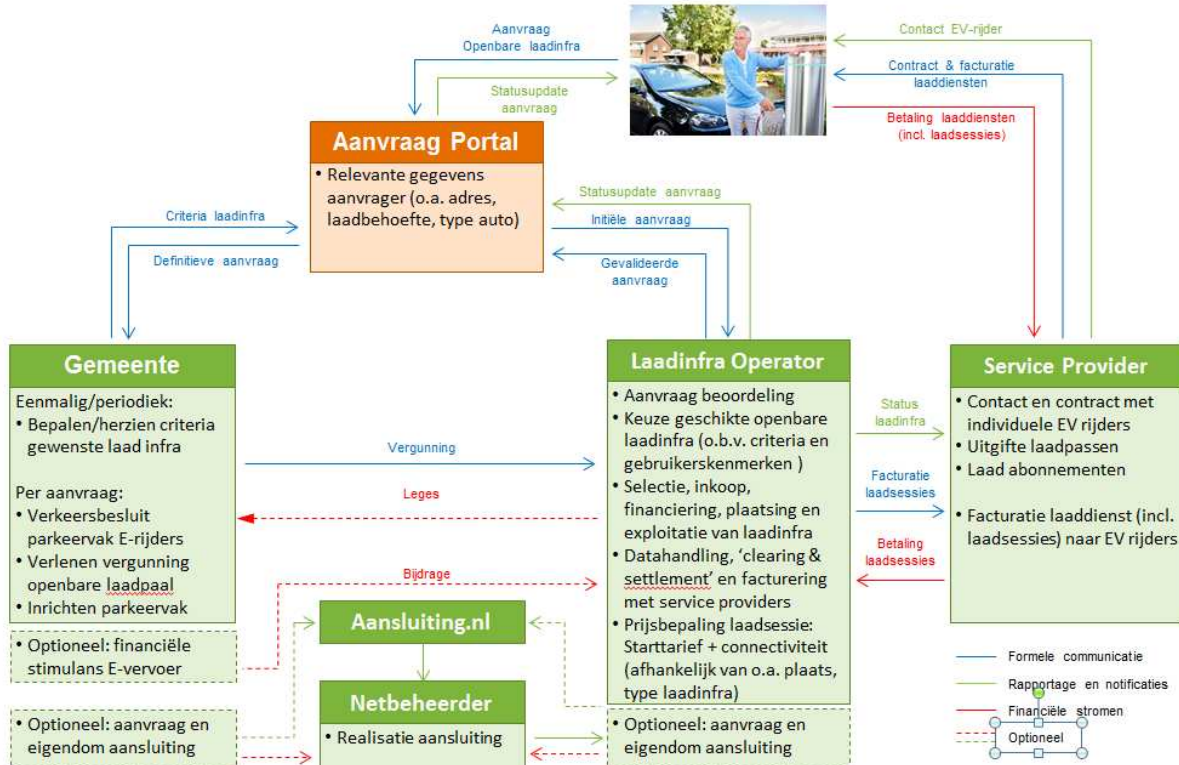 Aanvraag
Openbare laadinfra
Statusupdate
aanvraag
Contact EV-rijder
Contract & facturatie
laaddiensten
Betaling laaddiensten
(incl. laadsessies)
Aanvraag Portal
• Relevante gegevens
aanvrager (o.a. adres,
laadbehoefte, type auto)
Criteria laadinfra
Definitieve aanvraag
Statusupdate aanvraag
Initiële aanvraag
Gevalideerde
aanvraag
Gemeente
Eenmalig/periodiek:
• Bepalen/herzien criteria
gewenste laad infra
Per aanvraag:
• Verkeersbesluit
parkeervak E-rijders
• Verlenen vergunning
openbare laadpaal
• Inrichten parkeervak
• Optioneel: financiële
stimulans E-vervoer
• Optioneel: aanvraag en
eigendom aansluiting
Vergunning
Leges
Bijdrage
Aansluiting.nl
Netbeheerder
• Realisatie aansluiting
Laadinfra Operator
• Aanvraag beoordeling
• Keuze geschikte openbare
laadinfra (o.b.v. criteria en
gebruikerskenmerken )
• Selectie, inkoop,
financiering, plaatsing en
exploitatie van laadinfra
• Datahandling, ‘clearing &
settlement’ en facturering
met service providers
• Prijsbepaling laadsessie:
Starttarief + connectiviteit
(afhankelijk van o.a. plaats,
type laadinfra)
• Optioneel: aanvraag en
eigendom aansluiting
Status
laadinfra
Facturatie
laadsessies
Betaling
laadsessies
Service Provider
• Contact en contract met
individuele EV rijders
• Uitgifte laadpassen
• Laad abonnementen
• Facturatie laaddienst (incl.
laadsessies) naar EV rijders
Formele communicatie
Rapportage en notificaties
Financiële stromen
Optioneel